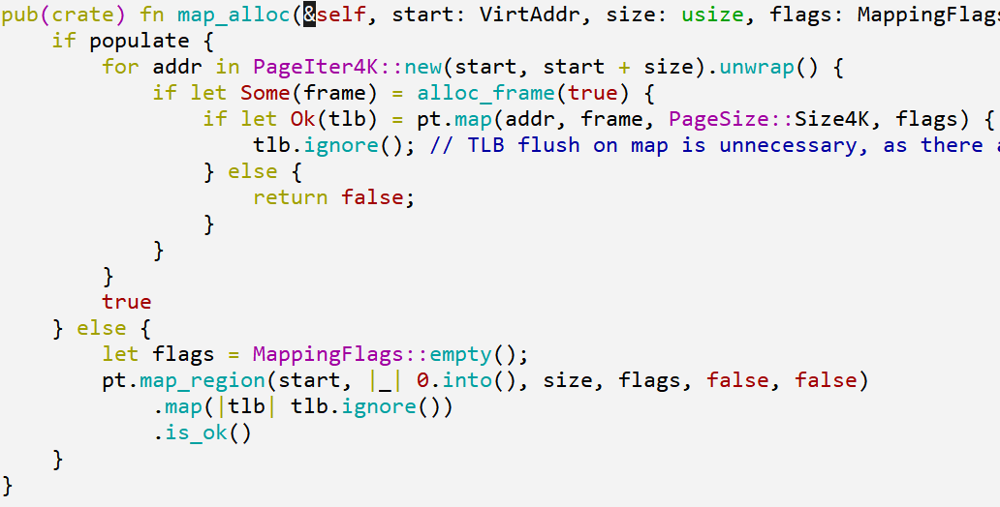 pub(crate) fn map_alloc(&self, start: VirtAddr, size: usize, flags: MappingFlags
    if populate {
        for addr in PageIter4K::new(start, start + size).unwrap() {
            if let Some(frame) = alloc_frame(true) {
                if let Ok(tlb) = pt.map(addr, frame, PageSize::Size4K, flags) {
                    tlb.ignore(); // TLB flush on map is unnecessary, as there
                } else {
                    return false;
                }
            }
        }
        true
    } else {
        let flags = MappingFlags::empty();
        pt.map_region(start, |_| 0.into(), size, flags, false, false)
            .map(|tlb| tlb.ignore())
            .is_ok()
    }
}